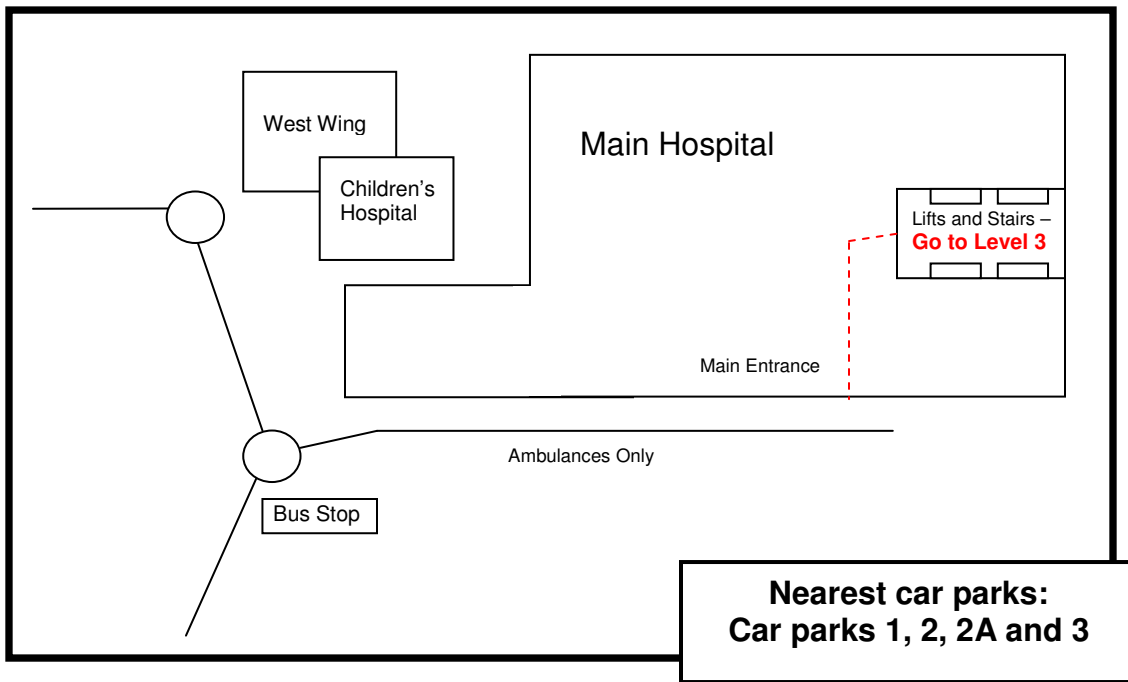 West Wing
Main Hospital
Children’s
Hospital
Lifts and Stairs –
Go to Level 3
Main Entrance
Ambulances Only
Bus Stop
Nearest car parks:
Car parks 1, 2, 2A and 3